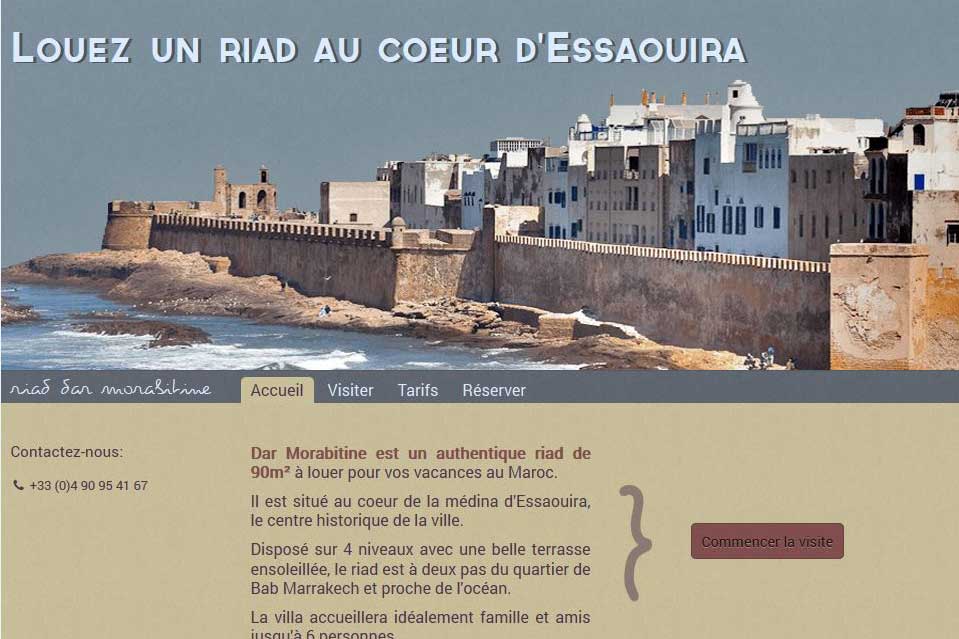 Louez un riad au coeur d'Essaouira
riad dar morabitine
Accueil
Visiter
Tarifs
Réserver
Contactez-nous:
+33 (0)4 90 95 41 67
Dar Morabitine est un authentique riad de
90m² à louer pour vos vacances au Maroc.
Il est situé au coeur de la médina d'Essaouira,
le centre historique de la ville.
Disposé sur 4 niveaux avec une belle terrasse
ensoleillée, le riad est à deux pas du quartier de
Bab Marrakech et proche de l'océan.
La villa accueillera idéalement famille et amis
jusqu'à 6 personnes
}
Commencer la visite